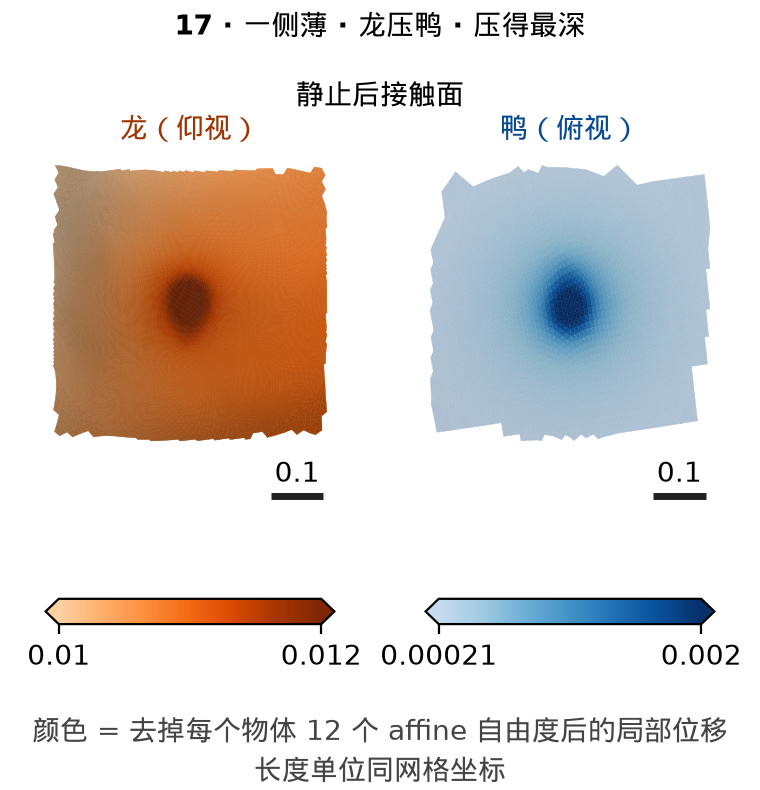 17 · 一侧薄 · 龙压鸭 · 压得最深
静止后接触面
龙（仰视）
鸭（俯视）
0.1
0.1
0.01
0.012
0.00021
0.002
颜色 = 去掉每个物体 12 个 affine 自由度后的局部位移
长度单位同网格坐标